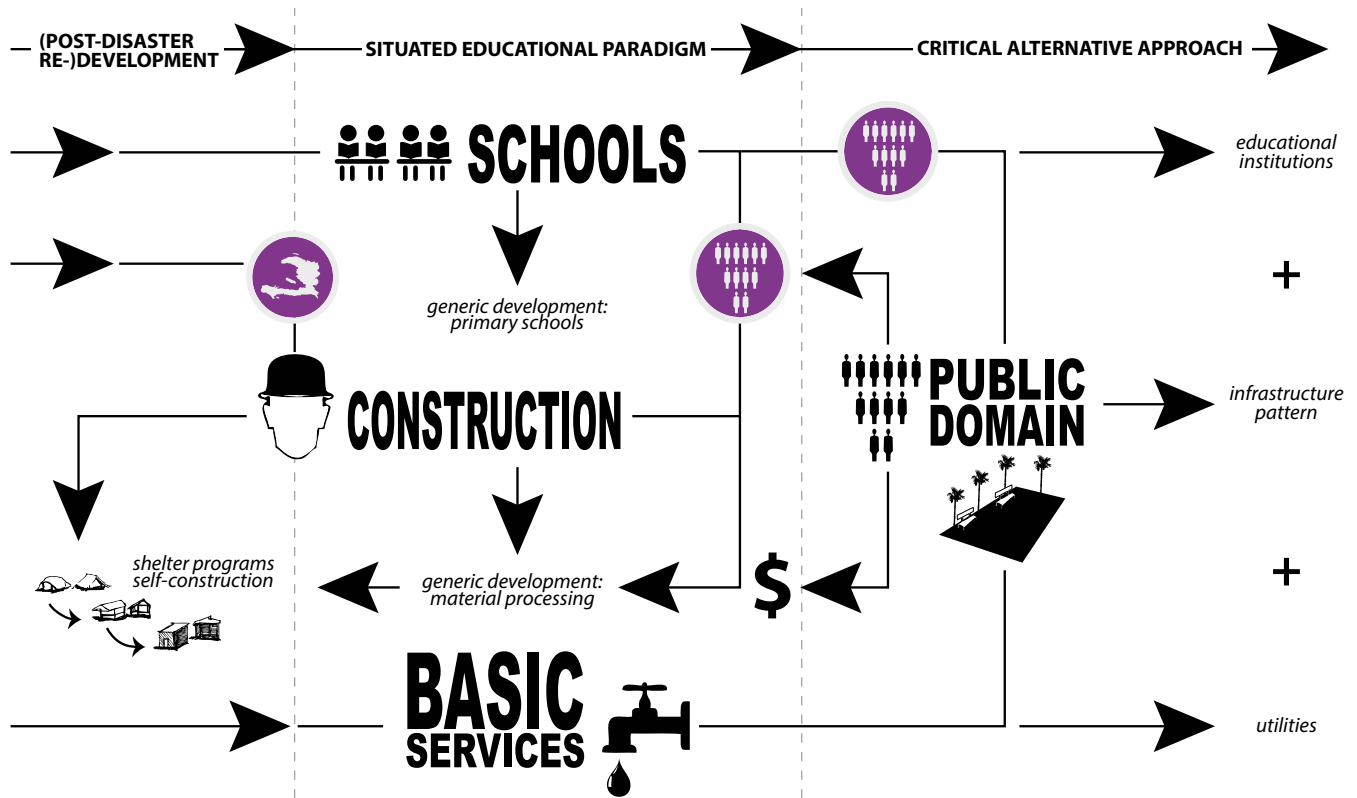 (POST-DISASTER
RE-)DEVELOPMENT
SITUATED EDUCATIONAL PARADIGM
CRITICAL ALTERNATIVE APPROACH
SCHOOLS
educational
institutions
generic development:
primary schools
+
CONSTRUCTION
PUBLIC
DOMAIN
infrastructure
pattern
shelter programs
self-construction
generic development:
material processing
$
+
BASIC
SERVICES
utilities